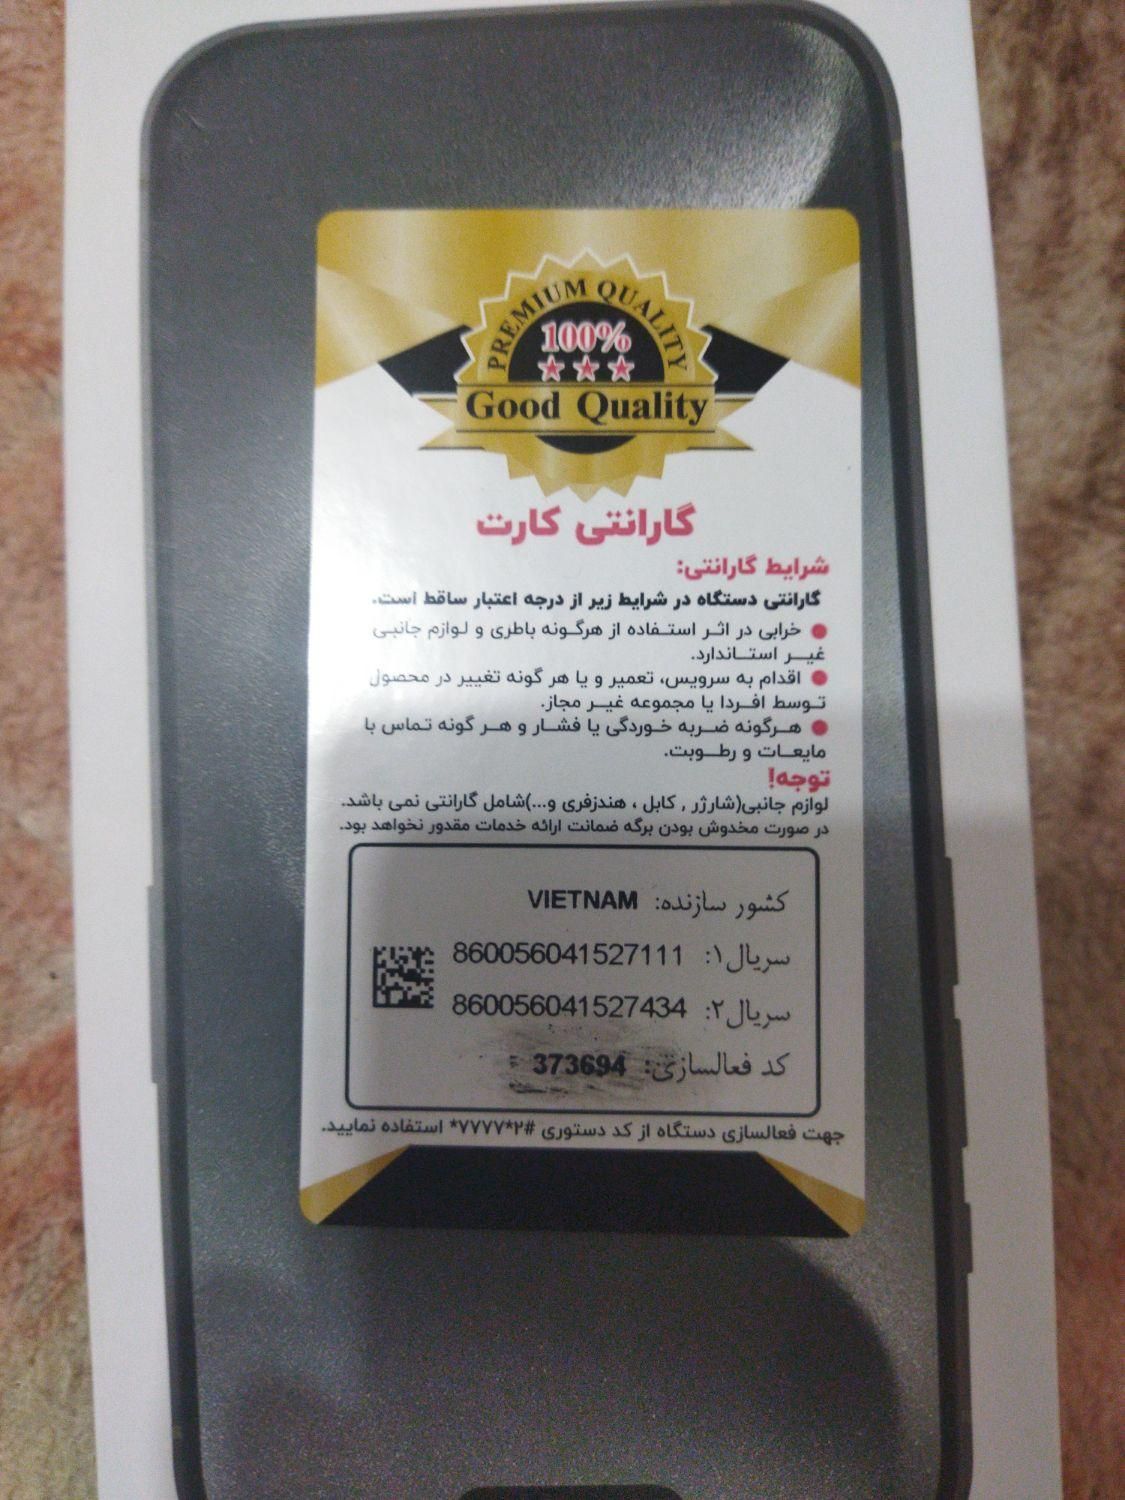 PREMIUM QUALITY
100%
Good Quality
گارانتی کارت
شرایط گارانتی:
گارانتی دستگاه در شرایط زیر از درجه اعتبار ساقط است.
● خرابی در اثر استفاده از هرگونه باطری و لوازم جانبی
غیر استاندارد.
● اقدام به سرویس، تعمیر و یا هر گونه تغییر در محصول
توسط افردا یا مجموعه غیر مجاز.
● هرگونه ضربه خوردگی یا فشار و هر گونه تماس با
مایعات و رطوبت.
توجه!
لوازم جانبی(شارژر , کابل ، هندزفری و...)شامل گارانتی نمی باشد.
در صورت مخدوش بودن برگه ضمانت ارائه خدمات مقدور نخواهد بود.
کشور سازنده: VIETNAM
سریال۱: 860056041527111
سریال۲: 860056041527434
کد فعالسازی: 373694
جهت فعالسازی دستگاه از کد دستوری #۲*۷۷۷۷* استفاده نمایید.